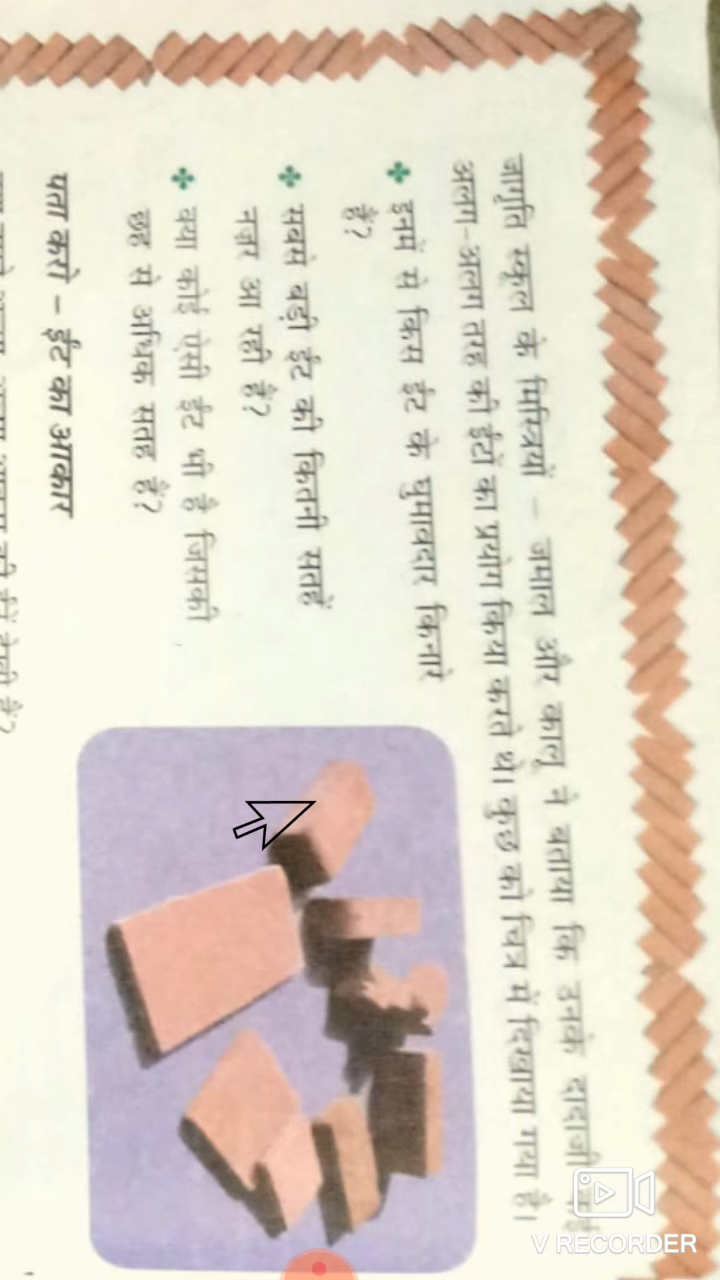 जागृति स्कूल के मिस्त्रियों – जमाल और कालू ने बताया कि उनके दादाजी
अलग-अलग तरह की ईंटों का प्रयोग किया करते थे। कुछ को चित्र में दिखाया गया है।
इनमें से किस ईंट के घुमावदार किनारे
हैं?
सबसे बड़ी ईंट की कितनी सतहें
नज़र आ रही हैं?
क्या कोई ऐसी ईंट भी है जिसकी
छह से अधिक सतह हैं?
पता करो – ईंट का आकार
V RECORDER